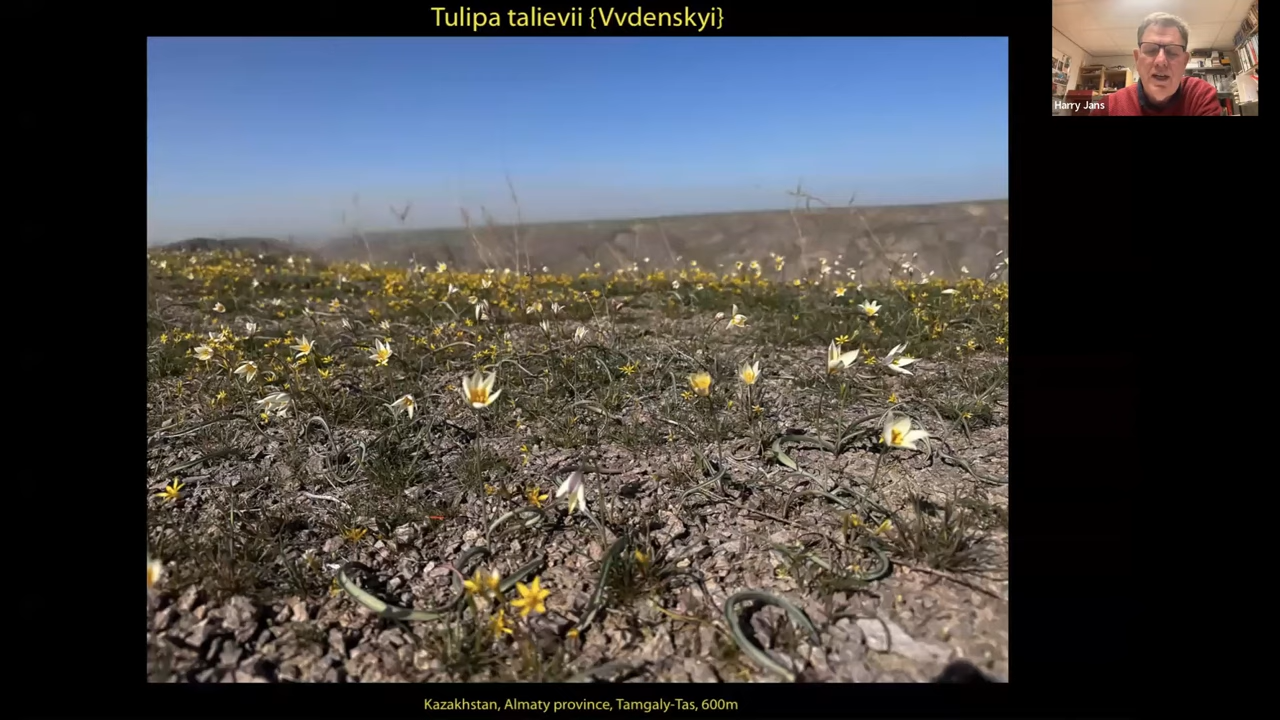 Tulipa talievii {Vvdenskyi}
Harry Jans
Kazakhstan, Almaty province, Tamgaly-Tas, 600m